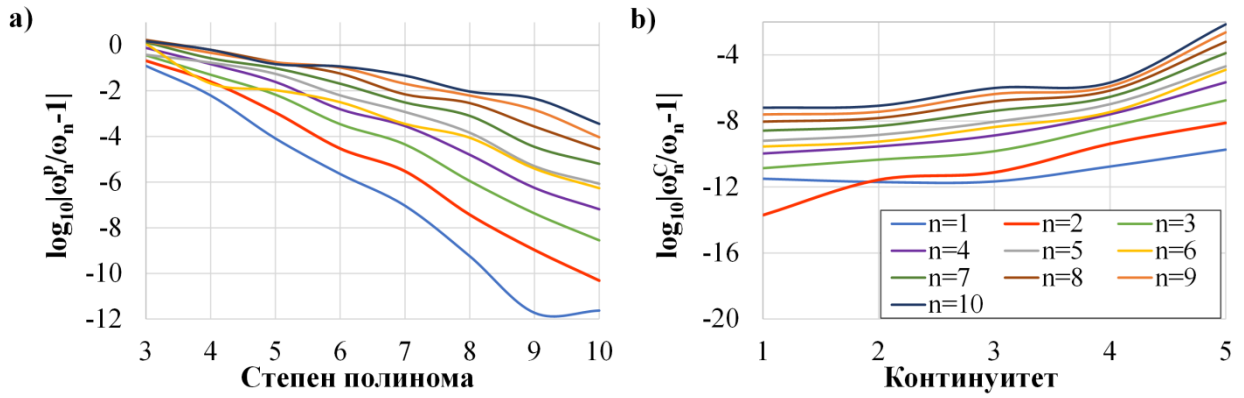 a)
log₁₀|ωₙᴾ/ωₙ-1|
0
-2
-4
-6
-8
-10
-12
3 4 5 6 7 8 9 10
Степен полинома
b)
log₁₀|ωₙᶜ/ωₙ-1|
-4
-8
-12
-16
-20
1 2 3 4 5
Континуитет
n=1 n=2 n=3
n=4 n=5 n=6
n=7 n=8 n=9
n=10